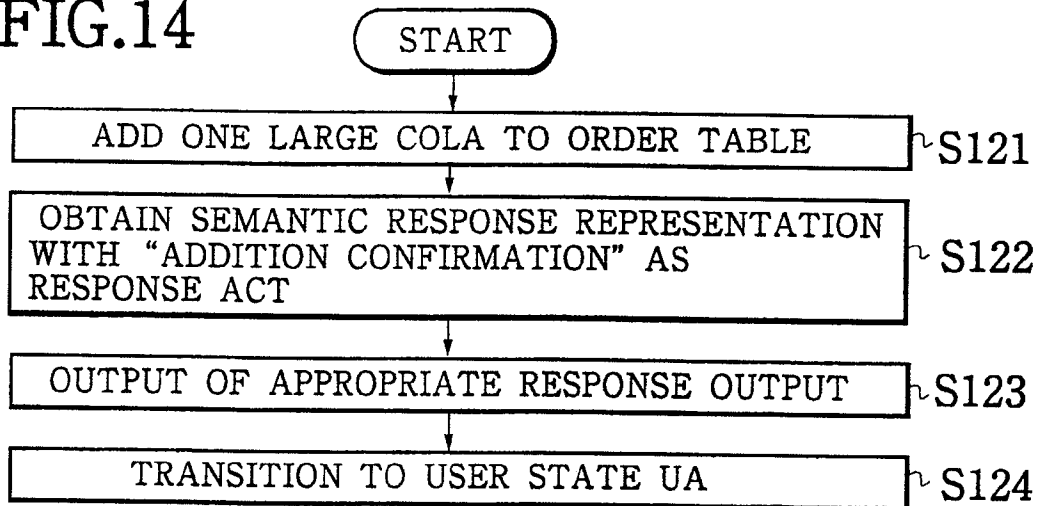 FIG.14
START
ADD ONE LARGE COLA TO ORDER TABLE
S121
OBTAIN SEMANTIC RESPONSE REPRESENTATION
WITH “ADDITION CONFIRMATION” AS
RESPONSE ACT
S122
OUTPUT OF APPROPRIATE RESPONSE OUTPUT
S123
TRANSITION TO USER STATE UA
S124